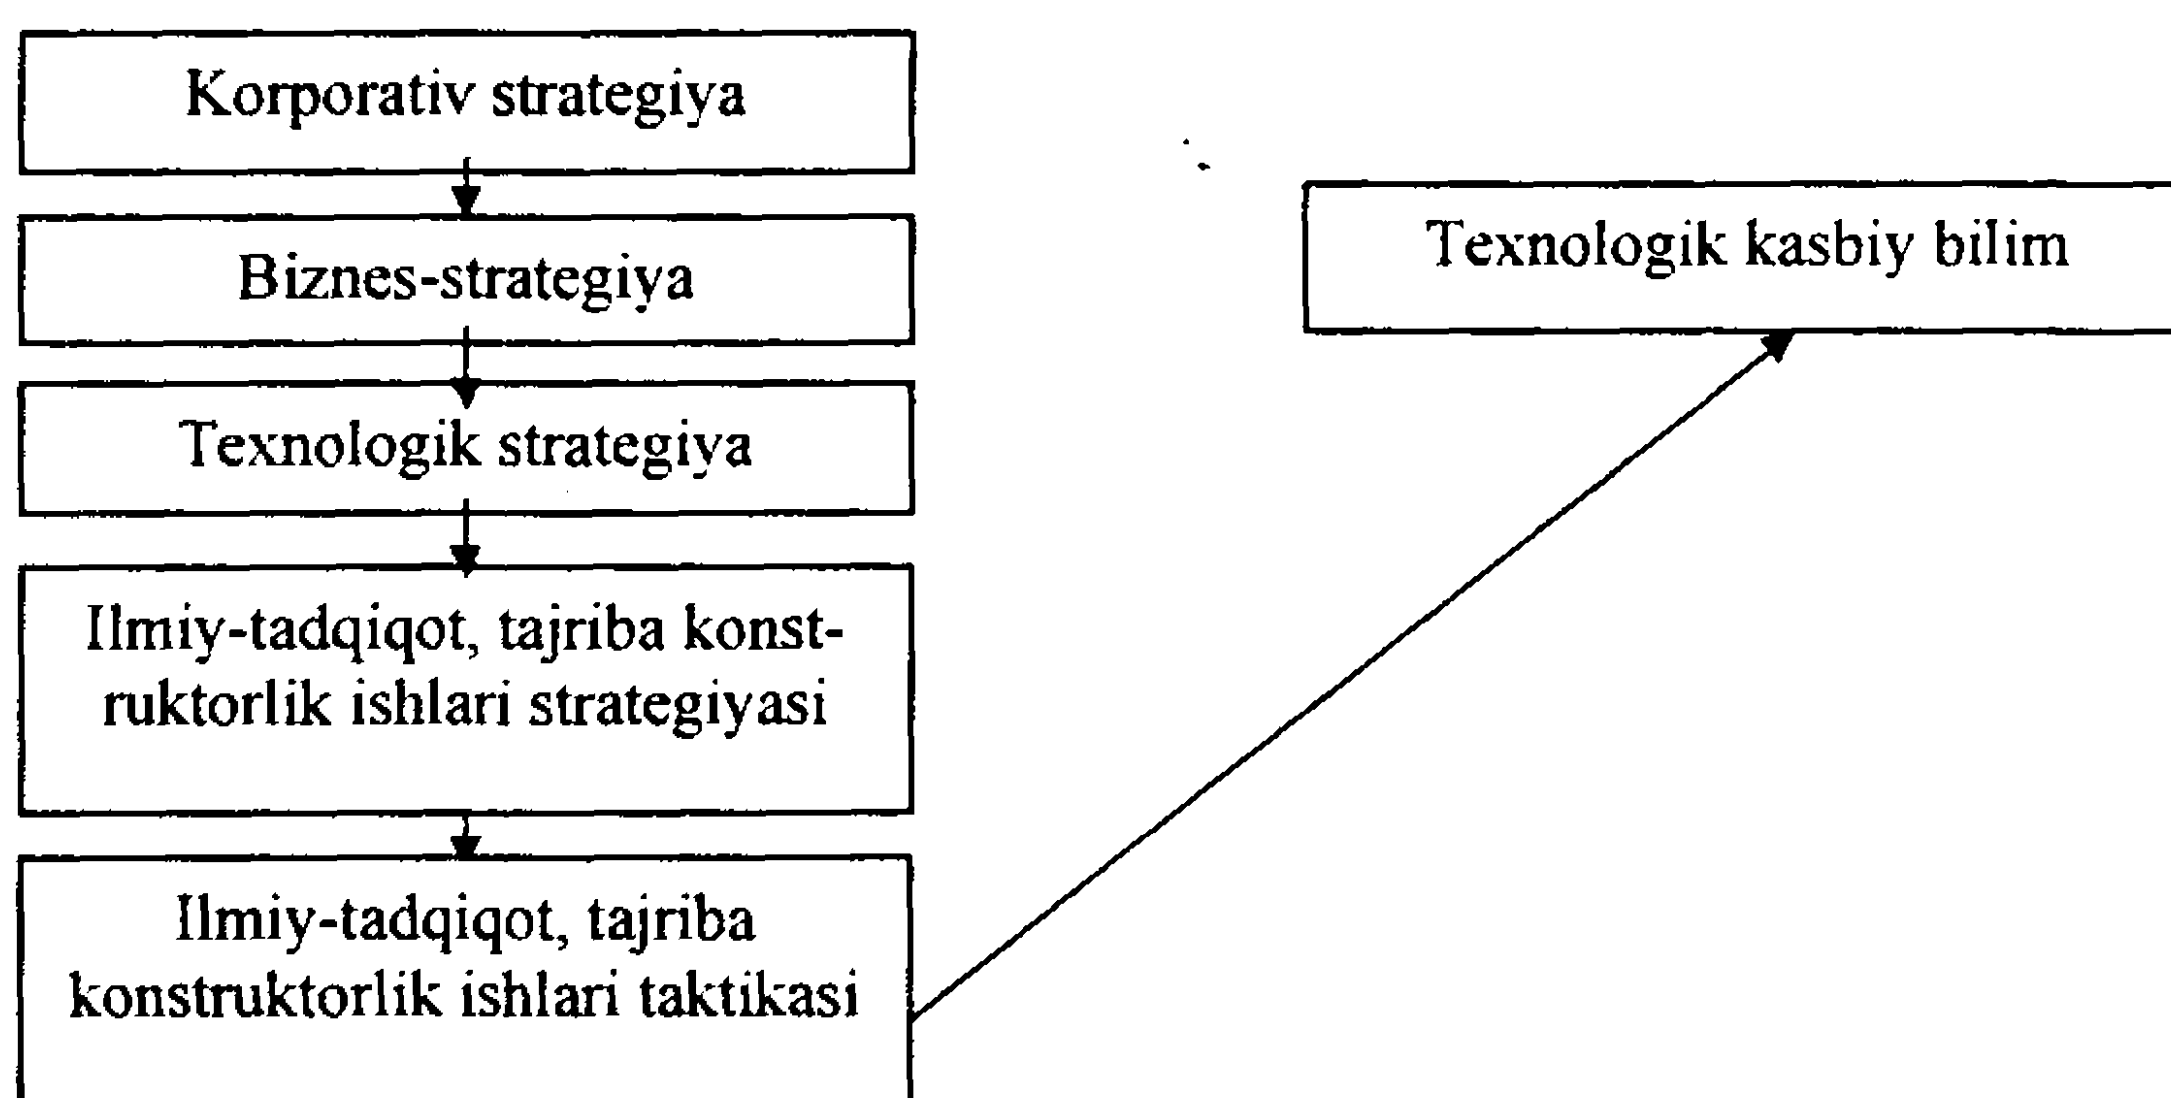 Korporativ strategiya
Biznes-strategiya
Texnologik strategiya
Ilmiy-tadqiqot, tajriba konst-
ruktorlik ishlari strategiyasi
Ilmiy-tadqiqot, tajriba
konstruktorlik ishlari taktikasi
Texnologik kasbiy bilim